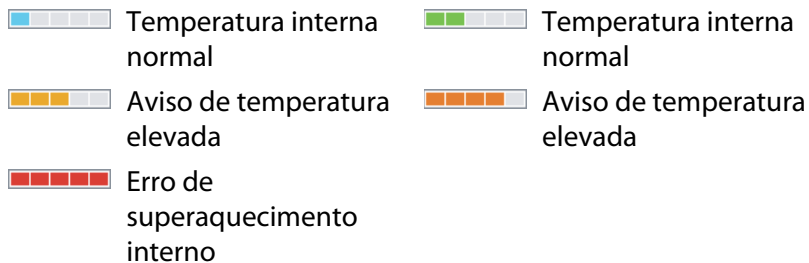 Temperatura interna
normal
Temperatura interna
normal
Aviso de temperatura
elevada
Aviso de temperatura
elevada
Erro de
superaquecimento
interno